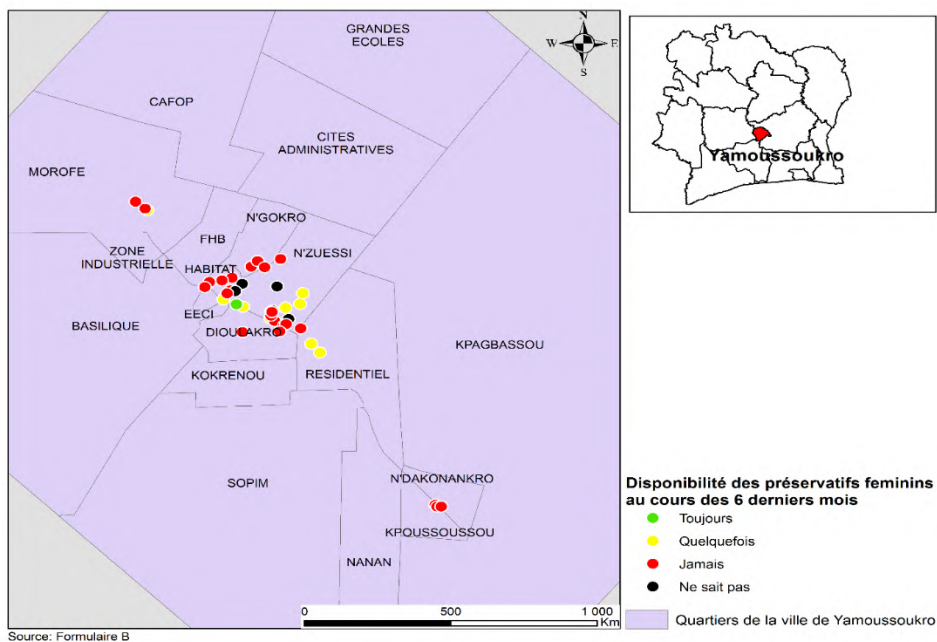 GRANDES
ECOLES
N
W E
S
CAFOP
CITES
ADMINISTRATIVES
MOROFE
N'GOKRO
FHB
N'ZUESSI
ZONE
INDUSTRIELLE
HABITAT
EECI
BASILIQUE
DIOULAKRO
KPAGBASSOU
KOKRENOU
RESIDENTIEL
SOPIM
N'DAKONANKRO
KPOUSSOUSSOU
NANAN
0 500 1 000
Km
Source: Formulaire B
Yamoussoukro
Disponibilité des préservatifs feminins
au cours des 6 derniers mois
Toujours
Quelquefois
Jamais
Ne sait pas
Quartiers de la ville de Yamoussoukro